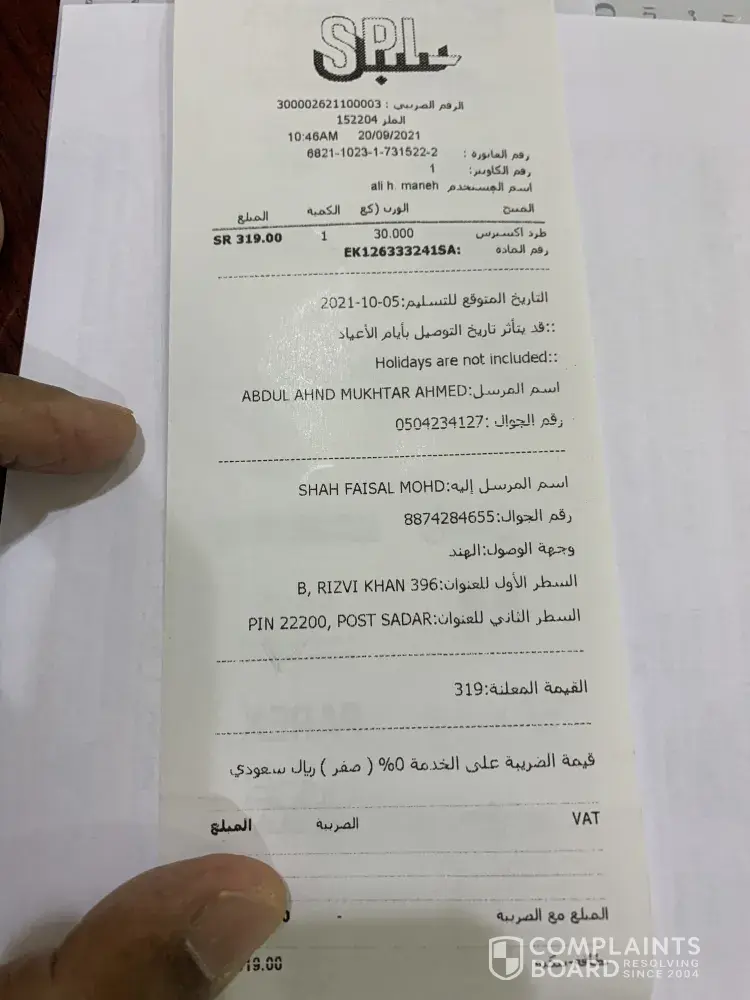 SPL سبل
الرقم الضريبي : 300002621100003
الملز 152204
10:46AM 20/09/2021
رقم الفاتورة : 6821-1023-1-731522-2
رقم الكاونتر: 1
اسم المستخدم ali h. maneh
المنتج الوزن (كغ الكمية المبلغ
طرد اكسبرس 30.000 1 SR 319.00
رقم المادة EK126333241SA:
التاريخ المتوقع للتسليم:2021-10-05
::قد يتأثر تاريخ التوصيل بأيام الأعياد
Holidays are not included::
اسم المرسل:ABDUL AHND MUKHTAR AHMED
رقم الجوال :0504234127
اسم المرسل إليه:SHAH FAISAL MOHD
رقم الجوال:8874284655
وجهة الوصول:الهند
السطر الأول للعنوان:B, RIZVI KHAN 396
السطر الثاني للعنوان:PIN 22200, POST SADAR
القيمة المعلنة:319
قيمة الضريبة على الخدمة 0% ( صفر ) ريال سعودي
VAT الضريبة المبلغ
المبلغ مع الضريبة - 0
19.00
COMPLAINTS
BOARD RESOLVING
SINCE 2004